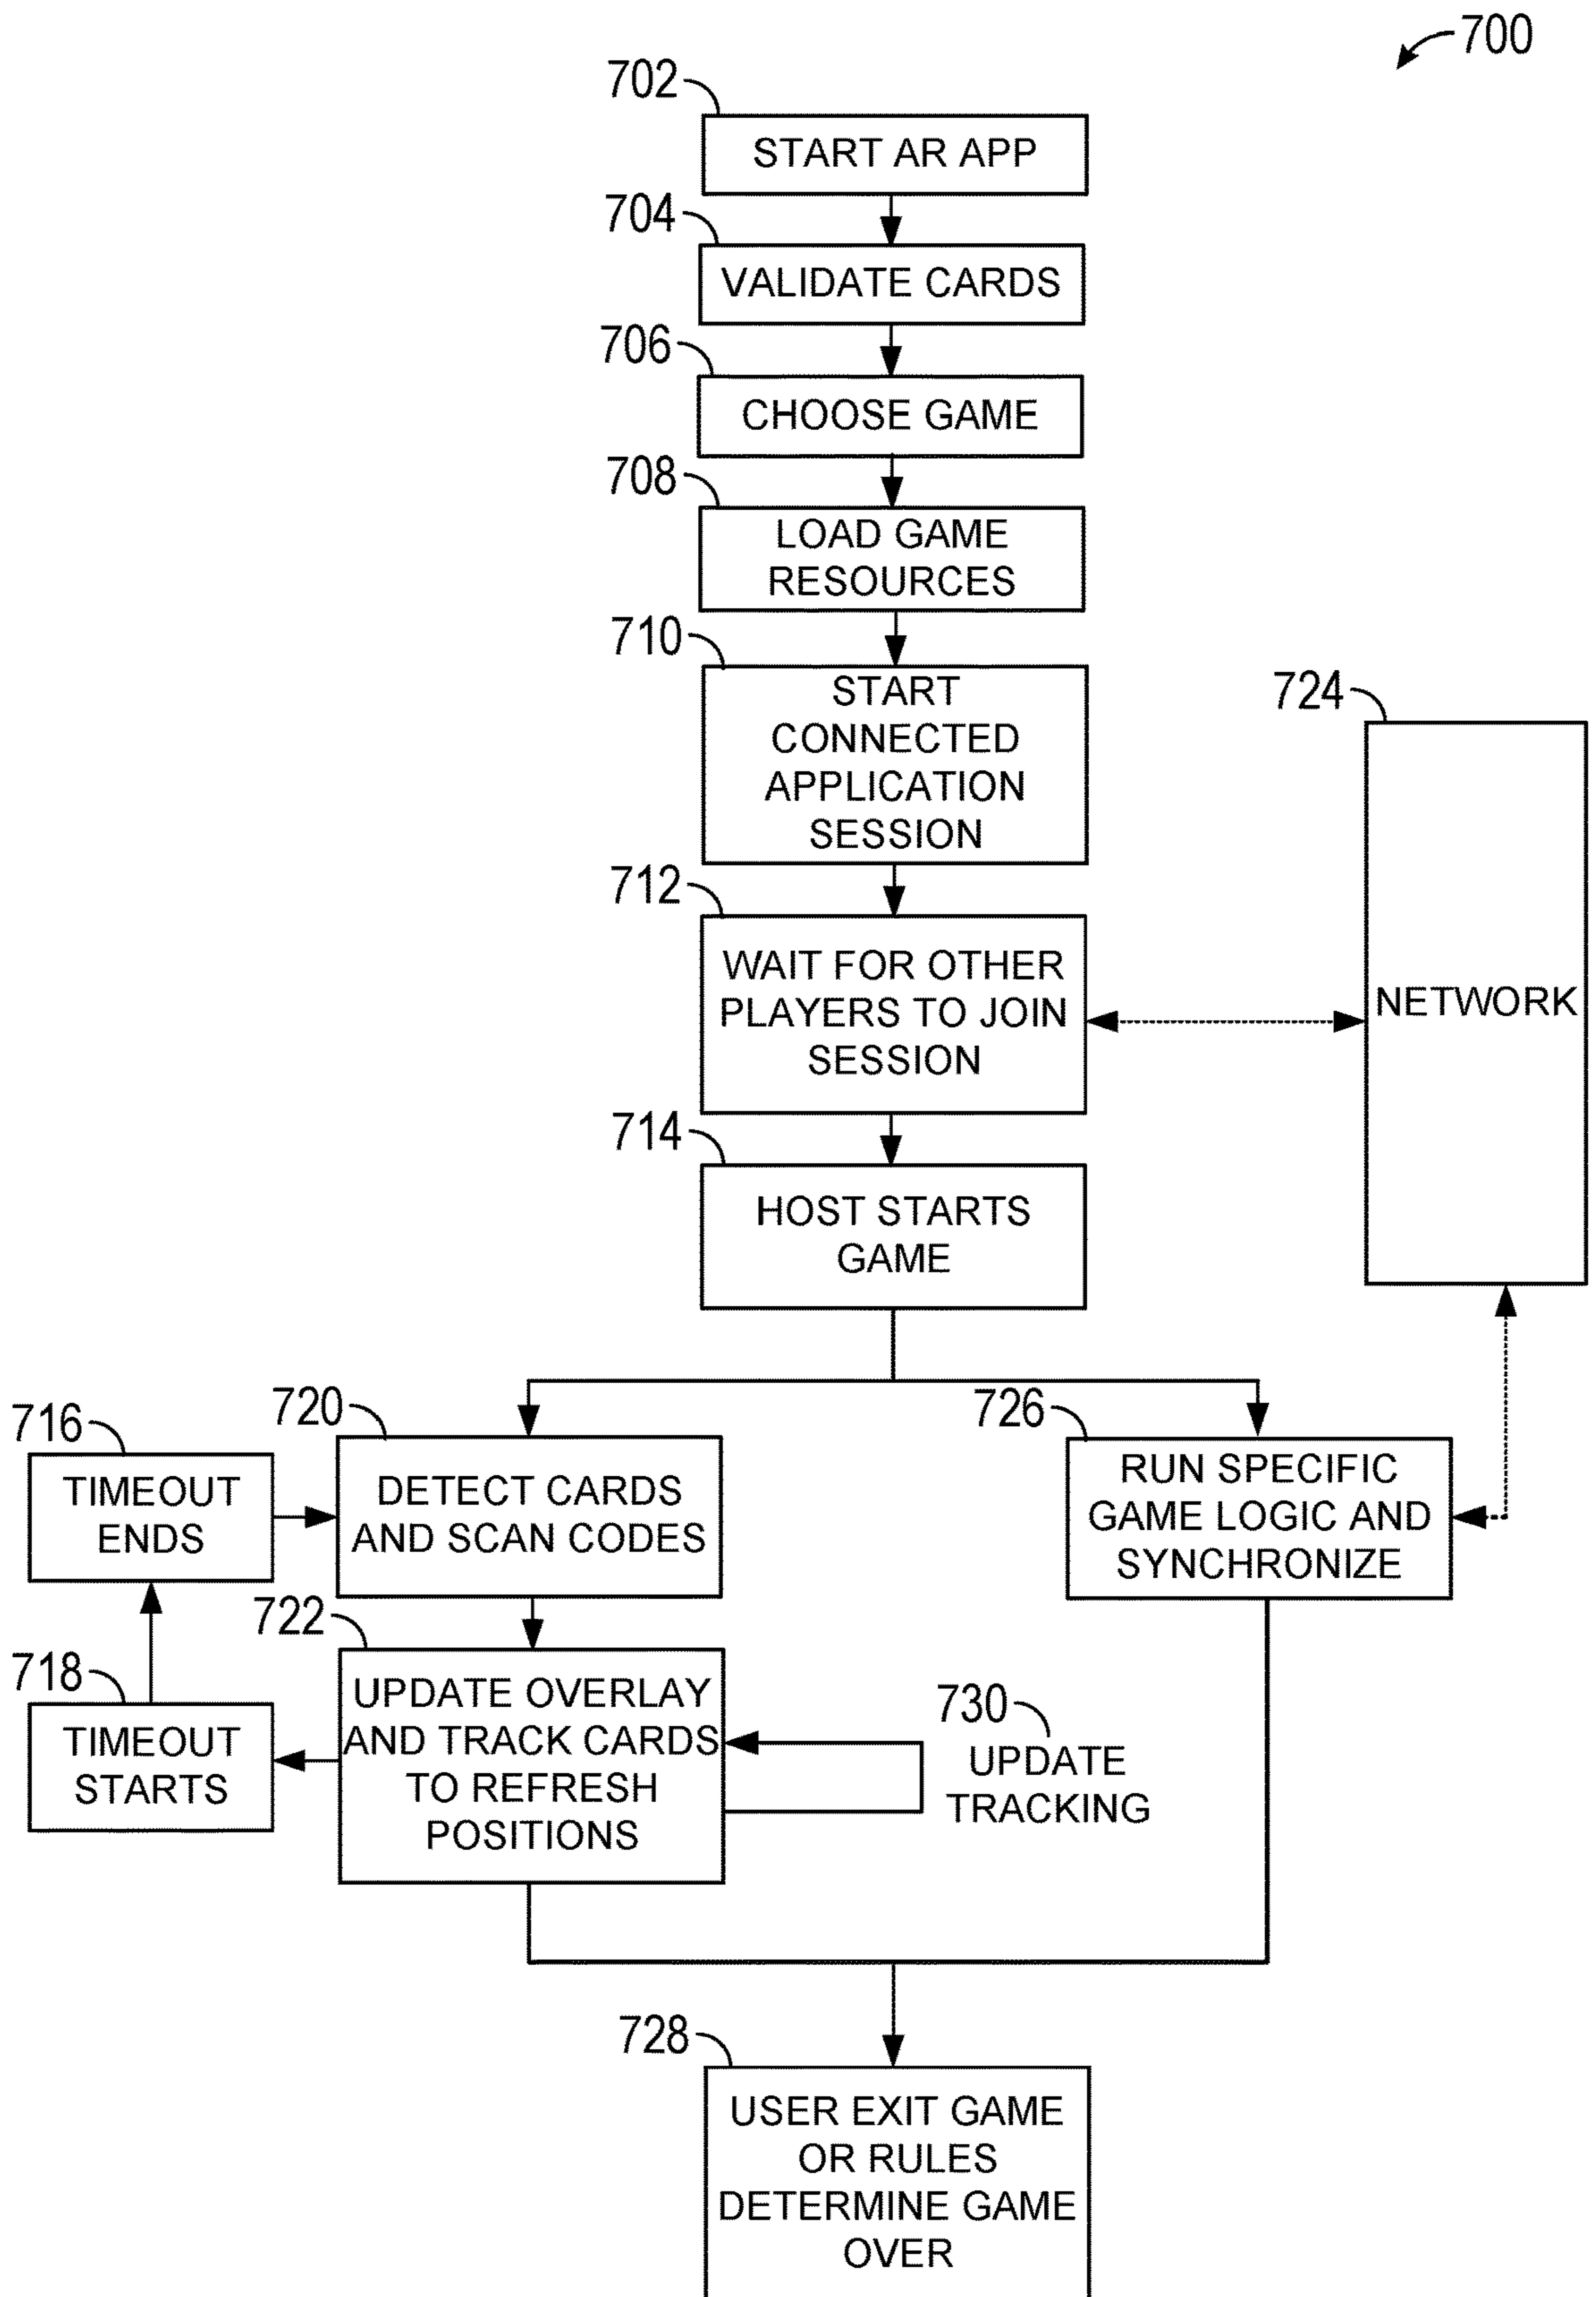 700
702
START AR APP
704
VALIDATE CARDS
706
CHOOSE GAME
708
LOAD GAME
RESOURCES
710
START
CONNECTED
APPLICATION
SESSION
712
WAIT FOR OTHER
PLAYERS TO JOIN
SESSION
724
NETWORK
714
HOST STARTS
GAME
716
TIMEOUT
ENDS
720
DETECT CARDS
AND SCAN CODES
726
RUN SPECIFIC
GAME LOGIC AND
SYNCHRONIZE
718
TIMEOUT
STARTS
722
UPDATE OVERLAY
AND TRACK CARDS
TO REFRESH
POSITIONS
730
UPDATE
TRACKING
728
USER EXIT GAME
OR RULES
DETERMINE GAME
OVER